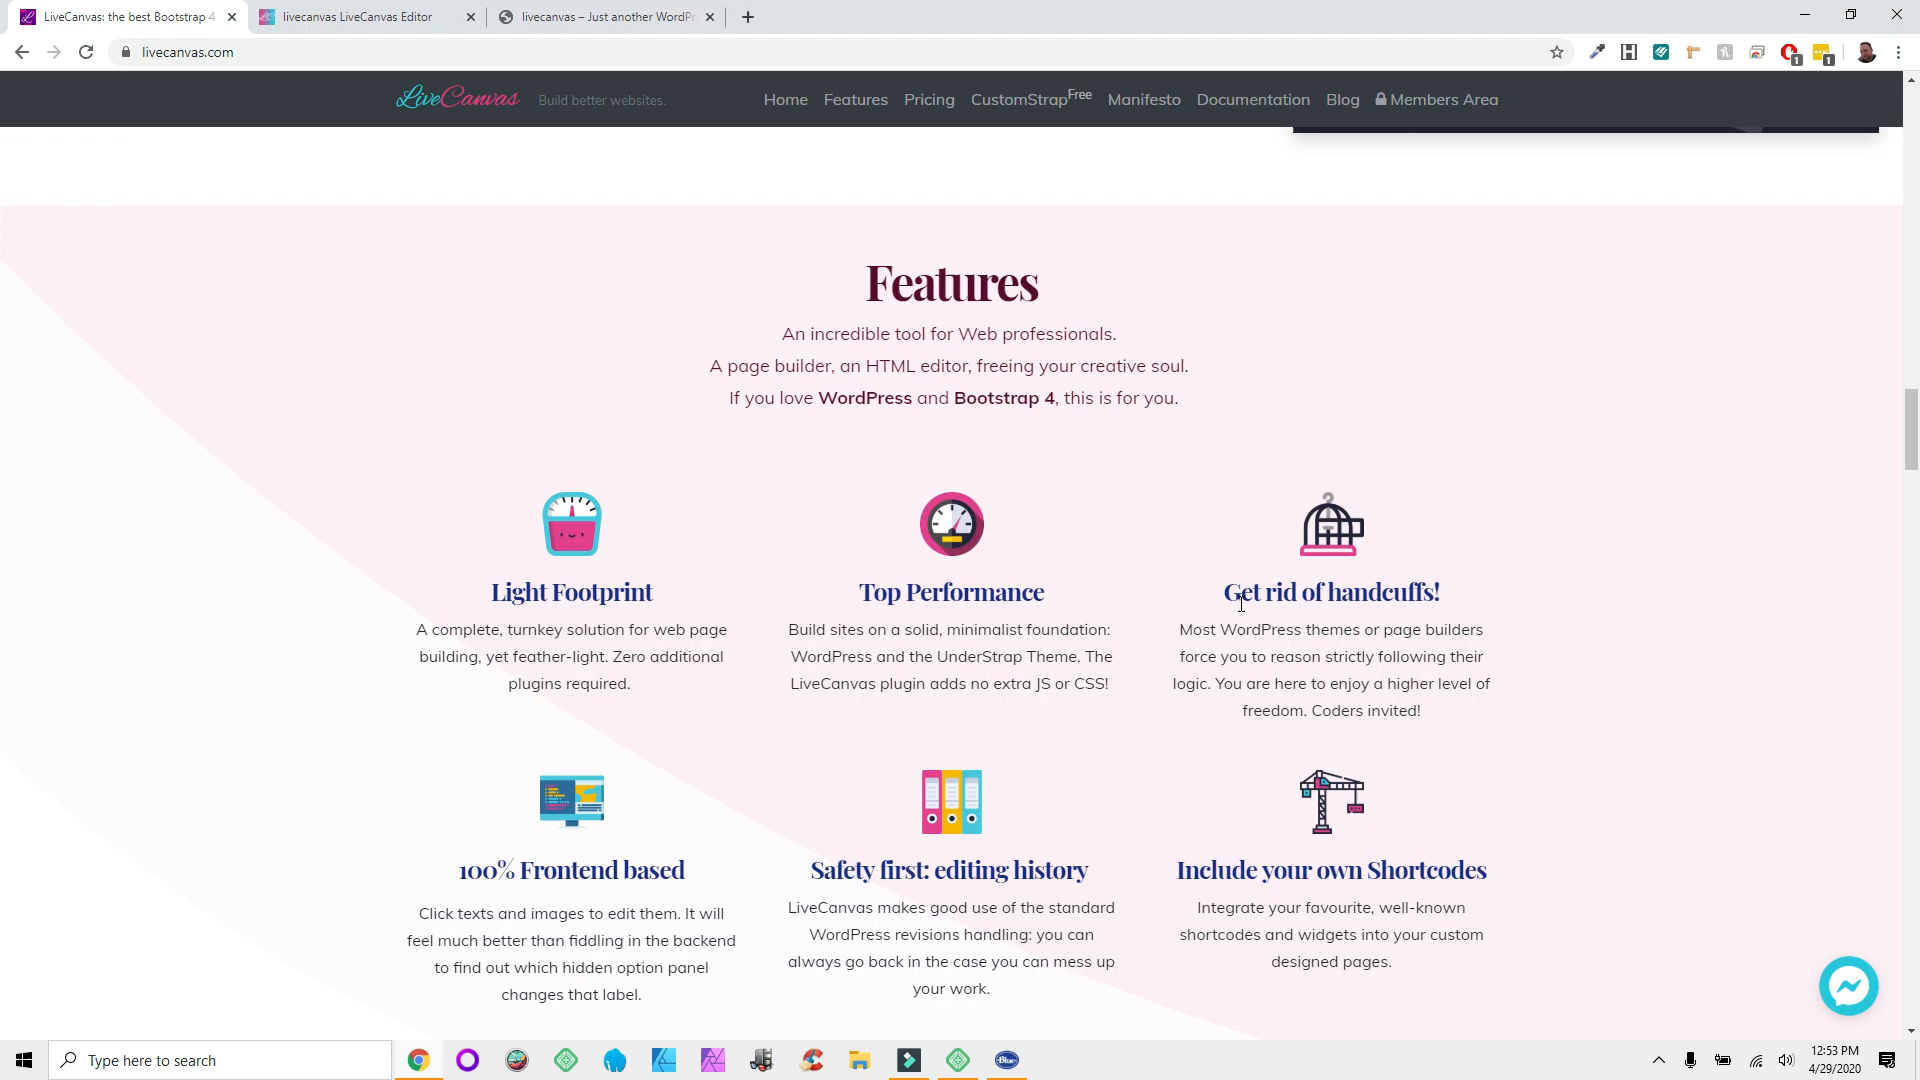 LiveCanvas: the best Bootstrap 4
livecanvas LiveCanvas Editor
livecanvas – Just another WordPr
livecanvas.com
1
1
LiveCanvas
Build better websites.
Home
Features
Pricing
CustomStrapFree
Manifesto
Documentation
Blog
Members Area
Features
An incredible tool for Web professionals.
A page builder, an HTML editor, freeing your creative soul.
If you love WordPress and Bootstrap 4, this is for you.
Light Footprint
A complete, turnkey solution for web page
building, yet feather-light. Zero additional
plugins required.
Top Performance
Build sites on a solid, minimalist foundation:
WordPress and the UnderStrap Theme. The
LiveCanvas plugin adds no extra JS or CSS!
Get rid of handcuffs!
Most WordPress themes or page builders
force you to reason strictly following their
logic. You are here to enjoy a higher level of
freedom. Coders invited!
100% Frontend based
Click texts and images to edit them. It will
feel much better than fiddling in the backend
to find out which hidden option panel
changes that label.
Safety first: editing history
LiveCanvas makes good use of the standard
WordPress revisions handling: you can
always go back in the case you can mess up
your work.
Include your own Shortcodes
Integrate your favourite, well-known
shortcodes and widgets into your custom
designed pages.
Type here to search
Blue
12:53 PM
4/29/2020